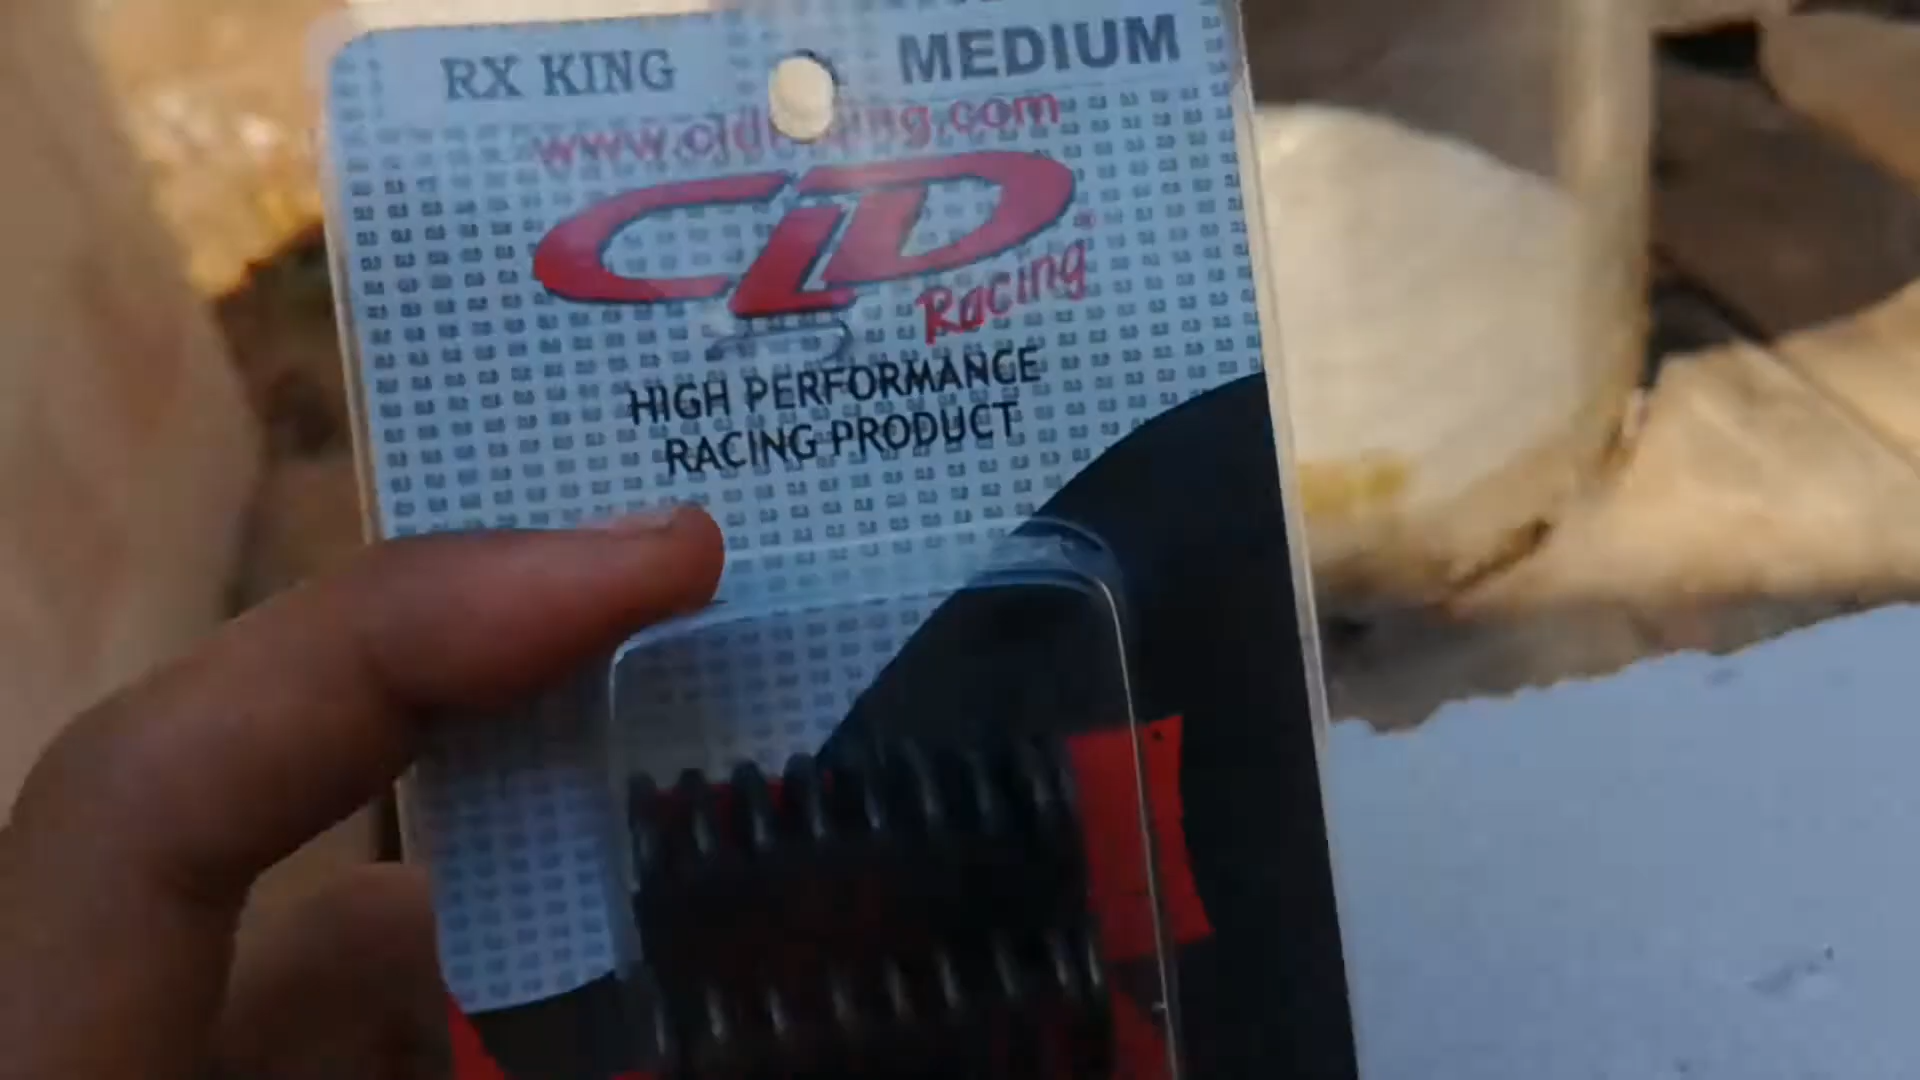 RX KING
MEDIUM
CLD
Racing
HIGH PERFORMANCE
RACING PRODUCT